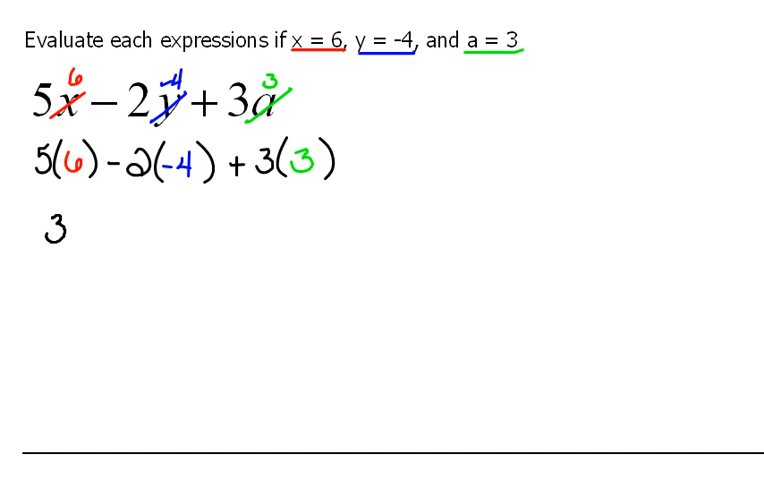 Evaluate each expressions if x = 6, y = -4, and a = 3
6 -4 3
5x − 2y + 3a
5(6) - 2(-4) + 3(3)
3